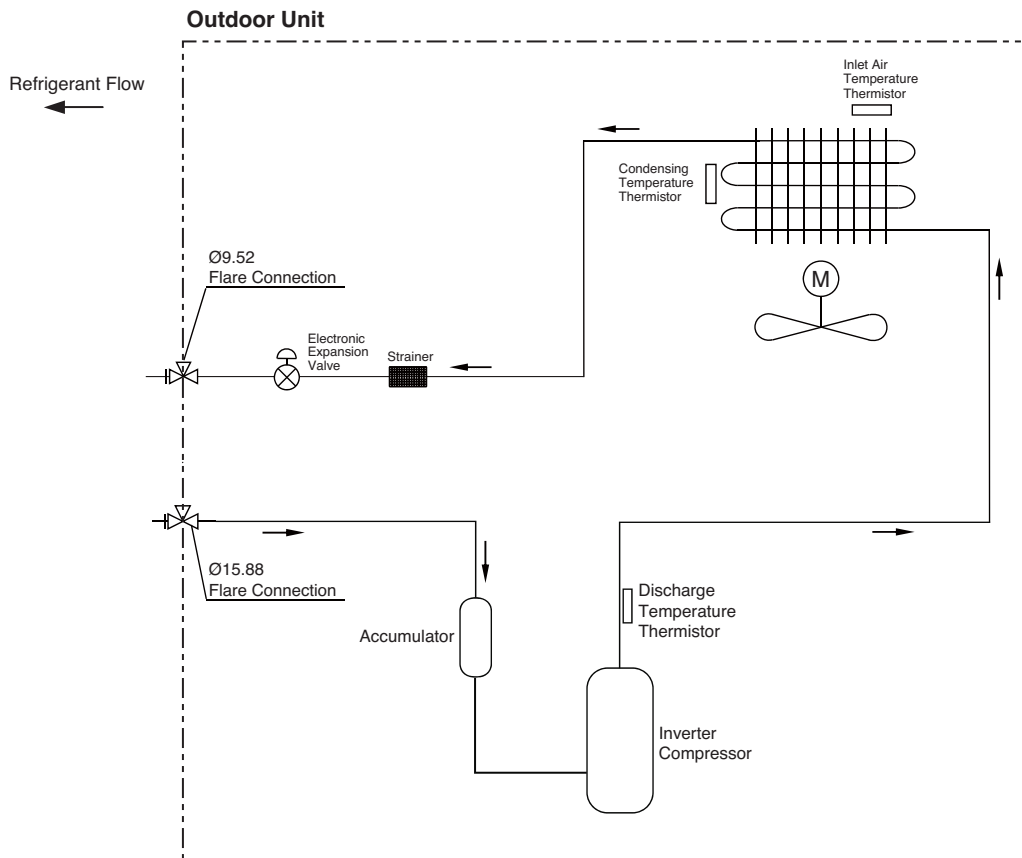 Outdoor Unit
Refrigerant Flow
Inlet Air
Temperature
Thermistor
Condensing
Temperature
Thermistor
M
Ø9.52
Flare Connection
Electronic
Expansion
Valve
Strainer
Ø15.88
Flare Connection
Accumulator
Discharge
Temperature
Thermistor
Inverter
Compressor